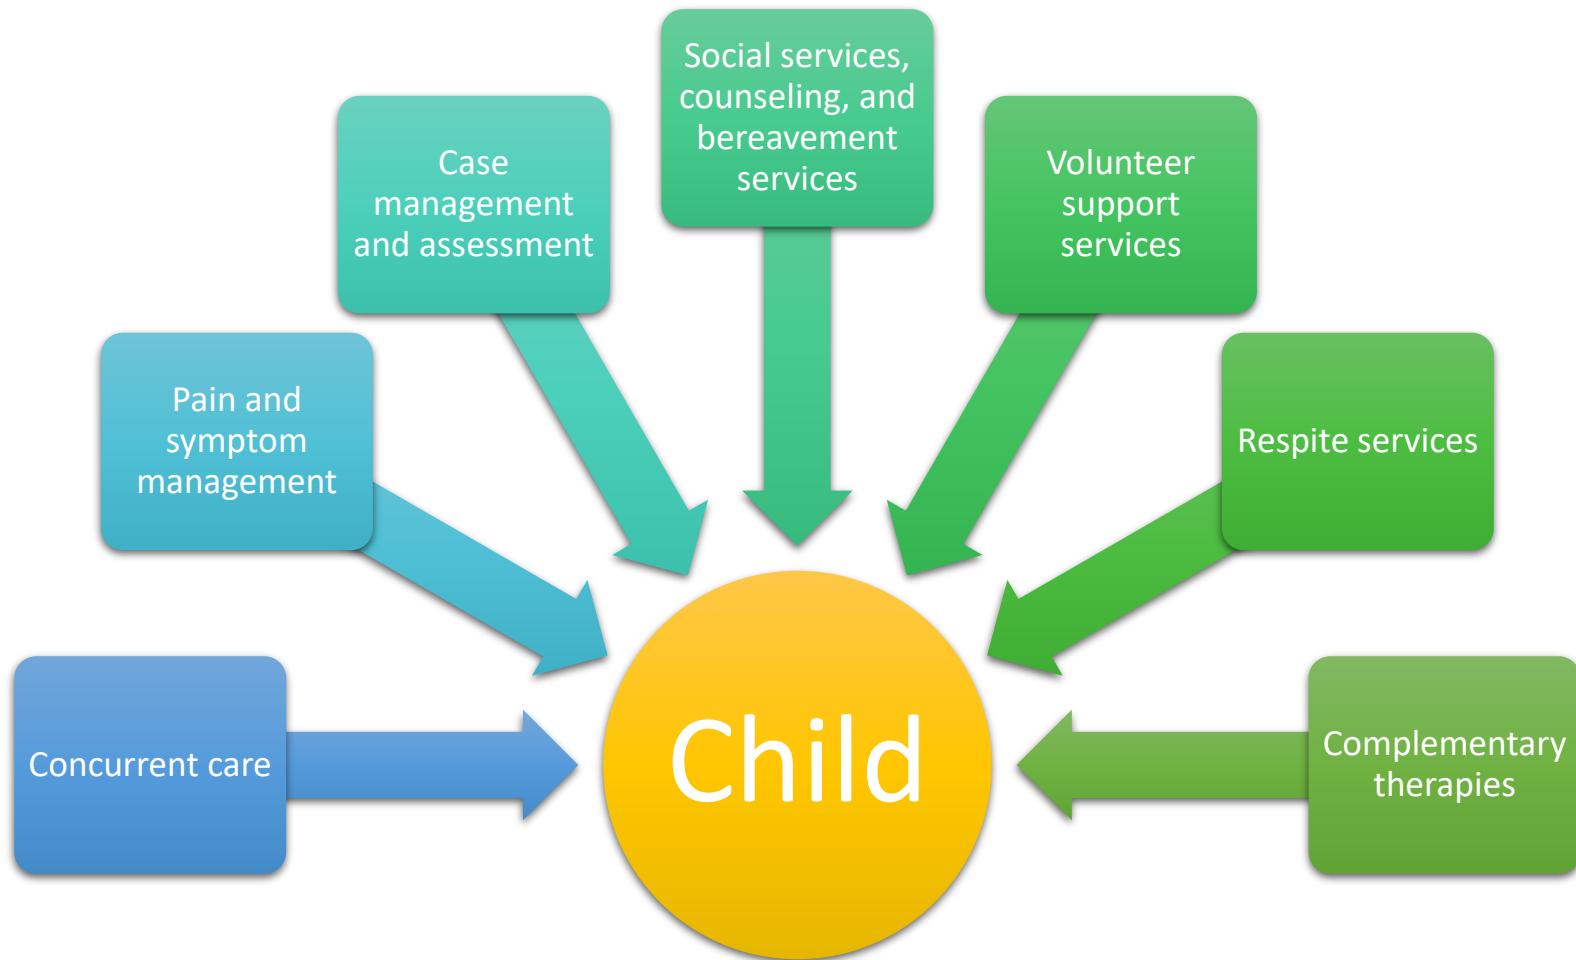 Social services,
counseling, and
bereavement
services
Case
management
and assessment
Volunteer
support
services
Pain and
symptom
management
Respite services
Concurrent care
Child
Complementary
therapies